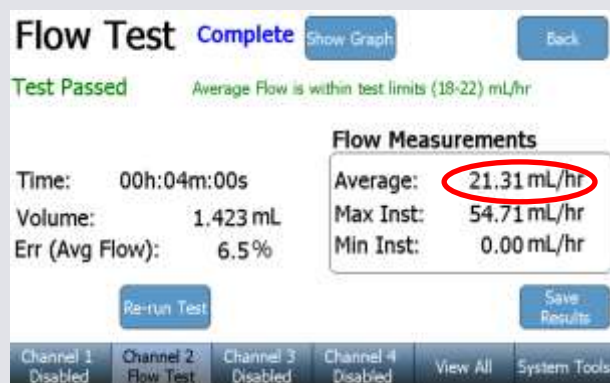 Flow Test Complete Show Graph Back
Test Passed Average Flow is within test limits (18-22) mL/hr
Flow Measurements
Time: 00h:04m:00s Average: 21.31 mL/hr
Volume: 1.423 mL Max Inst: 54.71 mL/hr
Err (Avg Flow): 6.5% Min Inst: 0.00 mL/hr
Re-run Test Save Results
Channel 1 Disabled Channel 2 Flow Test Channel 3 Disabled Channel 4 Disabled View All System Tools